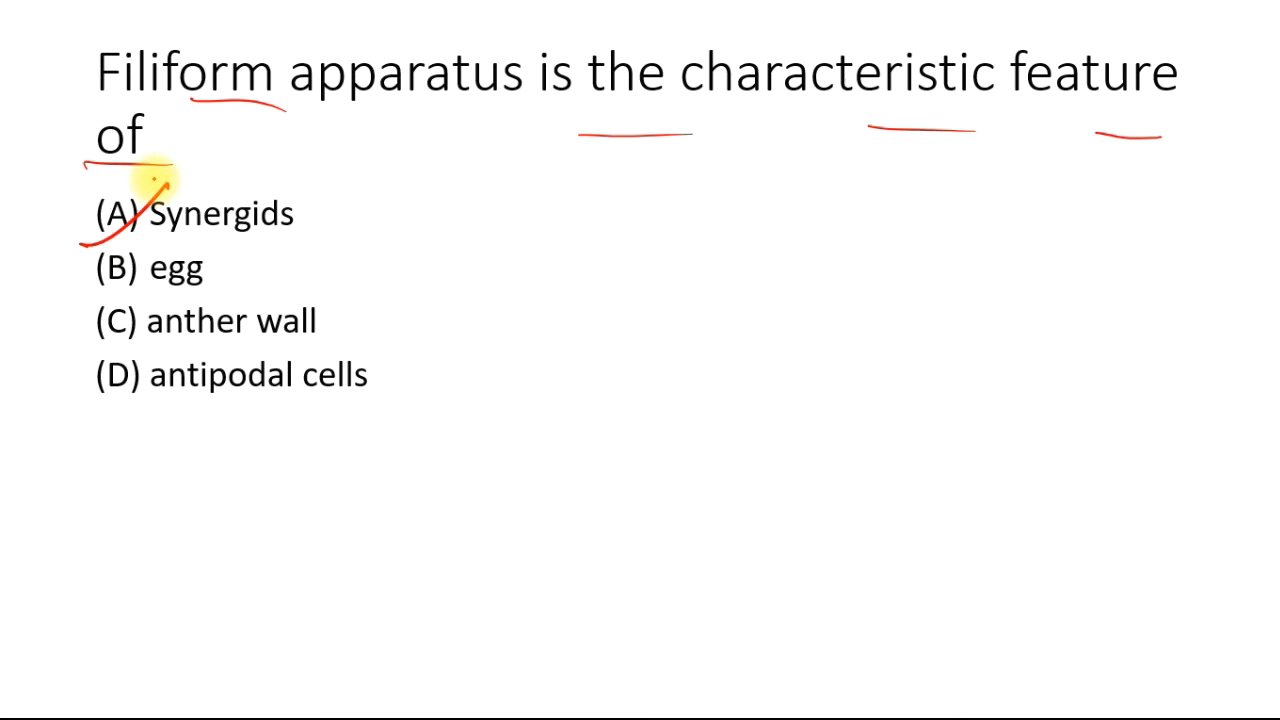 Filiform apparatus is the characteristic feature
of
(A) Synergids
(B) egg
(C) anther wall
(D) antipodal cells